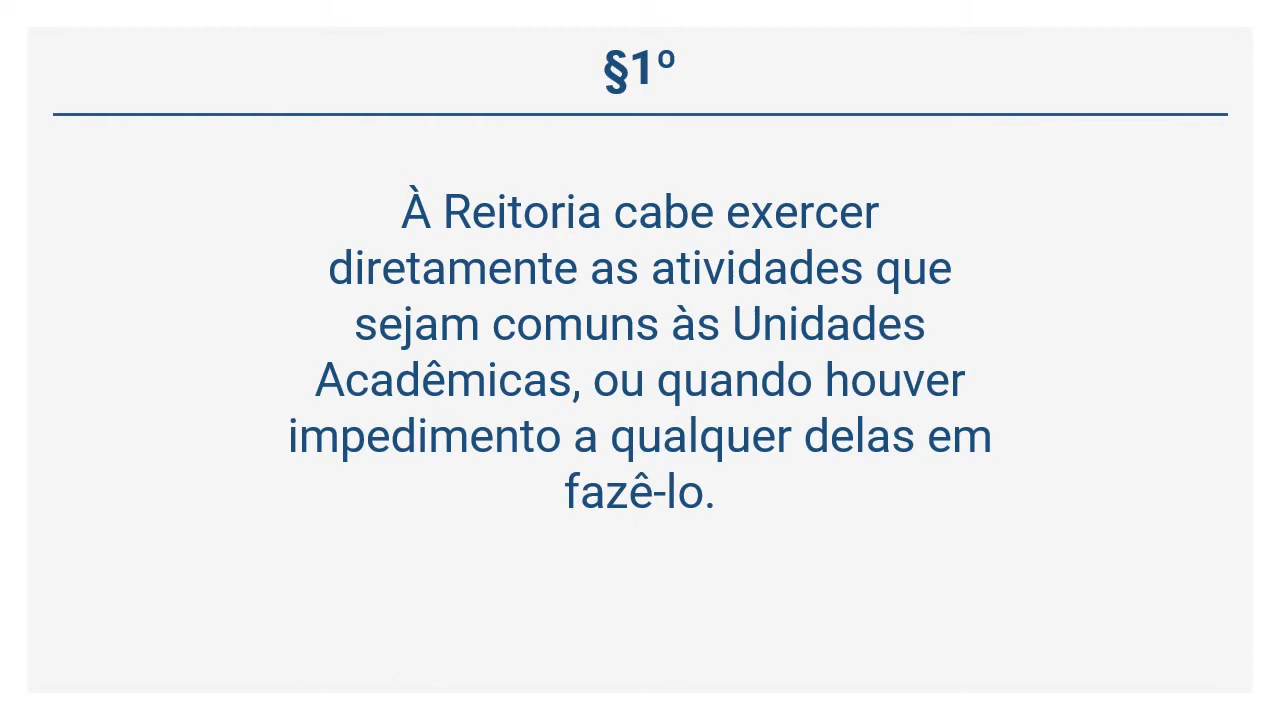 §1º
À Reitoria cabe exercer
diretamente as atividades que
sejam comuns às Unidades
Acadêmicas, ou quando houver
impedimento a qualquer delas em
fazê-lo.